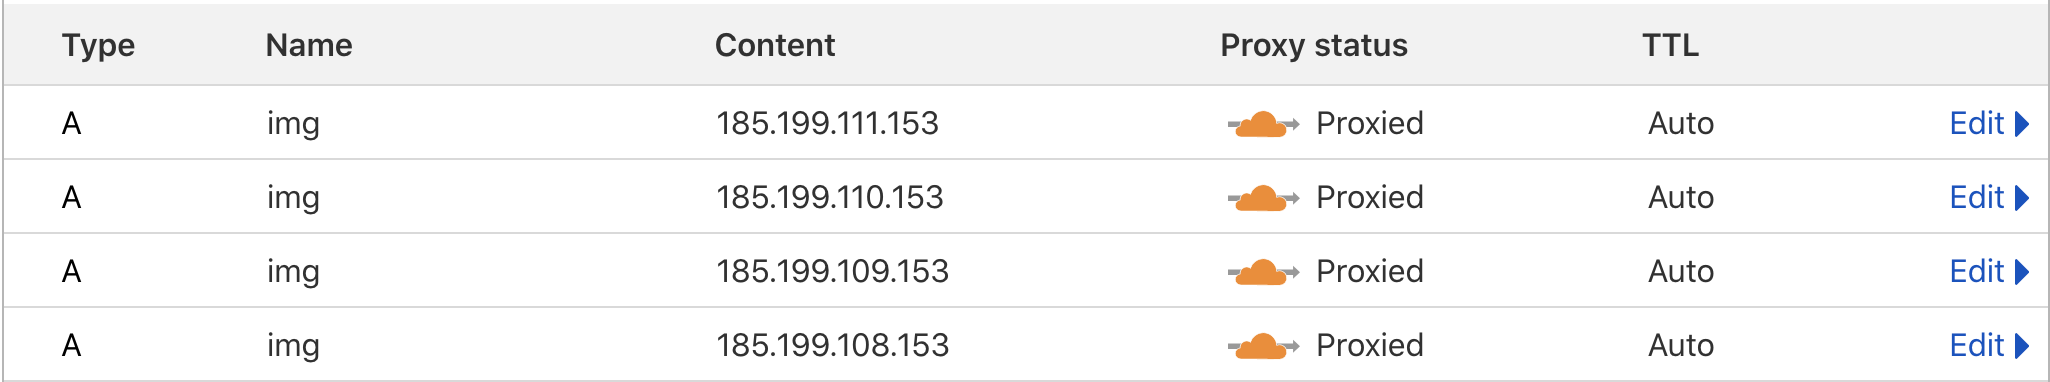 Type Name Content Proxy status TTL
A img 185.199.111.153 Proxied Auto Edit
A img 185.199.110.153 Proxied Auto Edit
A img 185.199.109.153 Proxied Auto Edit
A img 185.199.108.153 Proxied Auto Edit